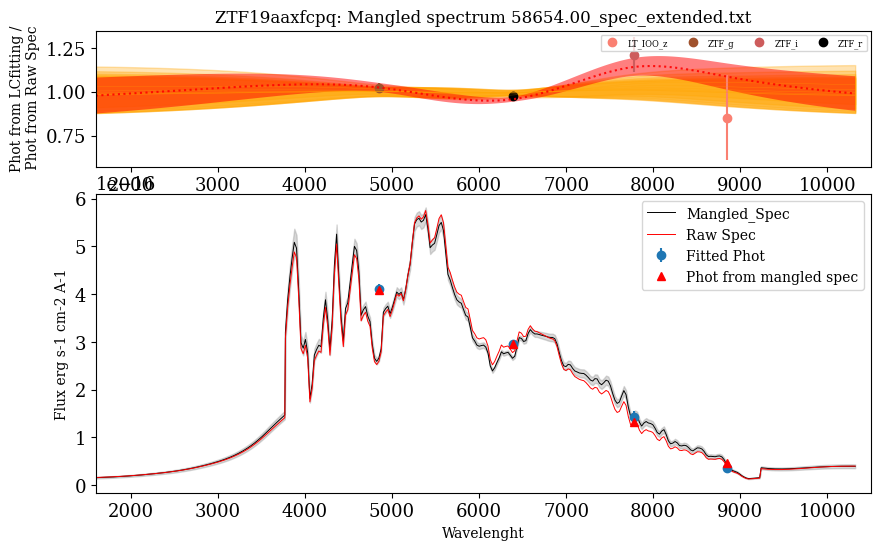 ZTF19aaxfcpq: Mangled spectrum 58654.00_spec_extended.txt
Phot from LCfitting /
Phot from Raw Spec
1.25
1.00
0.75
LT_IOO_z
ZTF_g
ZTF_i
ZTF_r
3000 4000 5000 6000 7000 8000 9000 10000
Flux erg s-1 cm-2 A-1
6
5
4
3
2
1
0
Mangled_Spec
Raw Spec
Fitted Phot
Phot from mangled spec
2000 3000 4000 5000 6000 7000 8000 9000 10000
Wavelenght